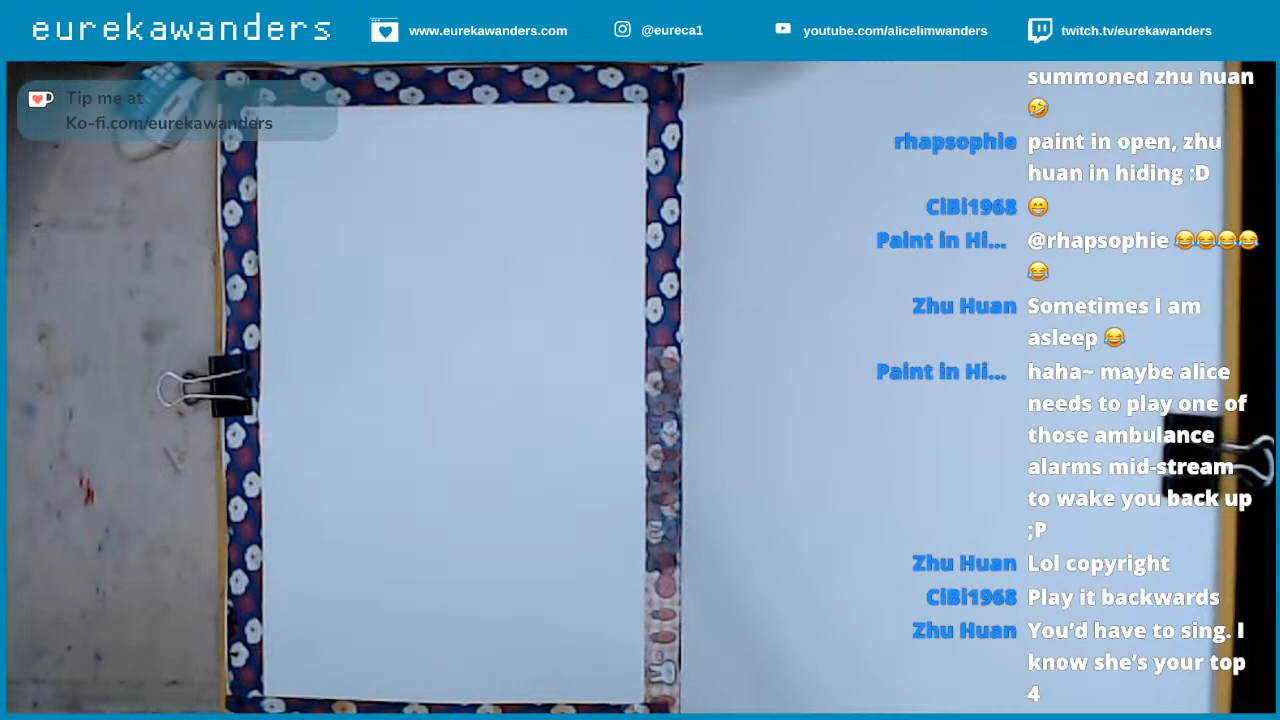 eurekawanders
www.eurekawanders.com
@eureca1
youtube.com/alicelimwanders
twitch.tv/eurekawanders
Tip me at
Ko-fi.com/eurekawanders
summoned zhu huan
🤣
rhapsophie paint in open, zhu
huan in hiding :D
CiBi1968 😁
Paint in Hi... @rhapsophie 😂😂😂😂
😂
Zhu Huan Sometimes I am
asleep 😂
Paint in Hi... haha~ maybe alice
needs to play one of
those ambulance
alarms mid-stream
to wake you back up
;P
Zhu Huan Lol copyright
CiBi1968 Play it backwards
Zhu Huan You’d have to sing. I
know she’s your top
4